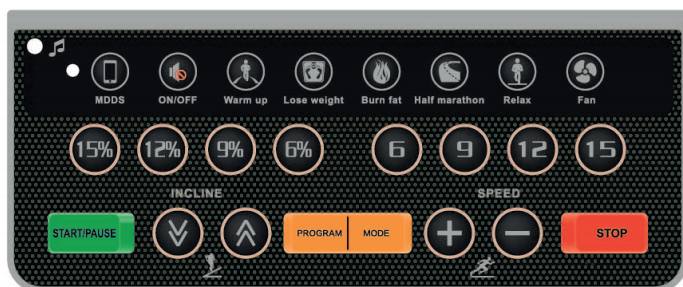 MDDS ON/OFF Warm up Lose weight Burn fat Half marathon Relax Fan
15% 12% 9% 6% 6 9 12 15
INCLINE SPEED
START/PAUSE PROGRAM MODE + − STOP